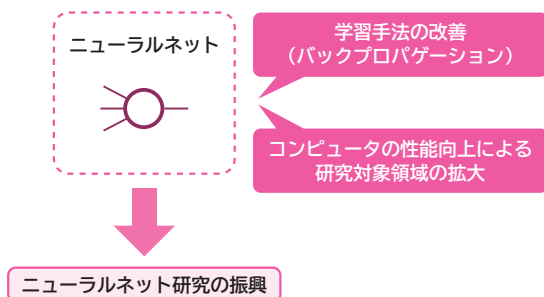 ニューラルネット
学習手法の改善
（バックプロパゲーション）
コンピュータの性能向上による
研究対象領域の拡大
ニューラルネット研究の振興